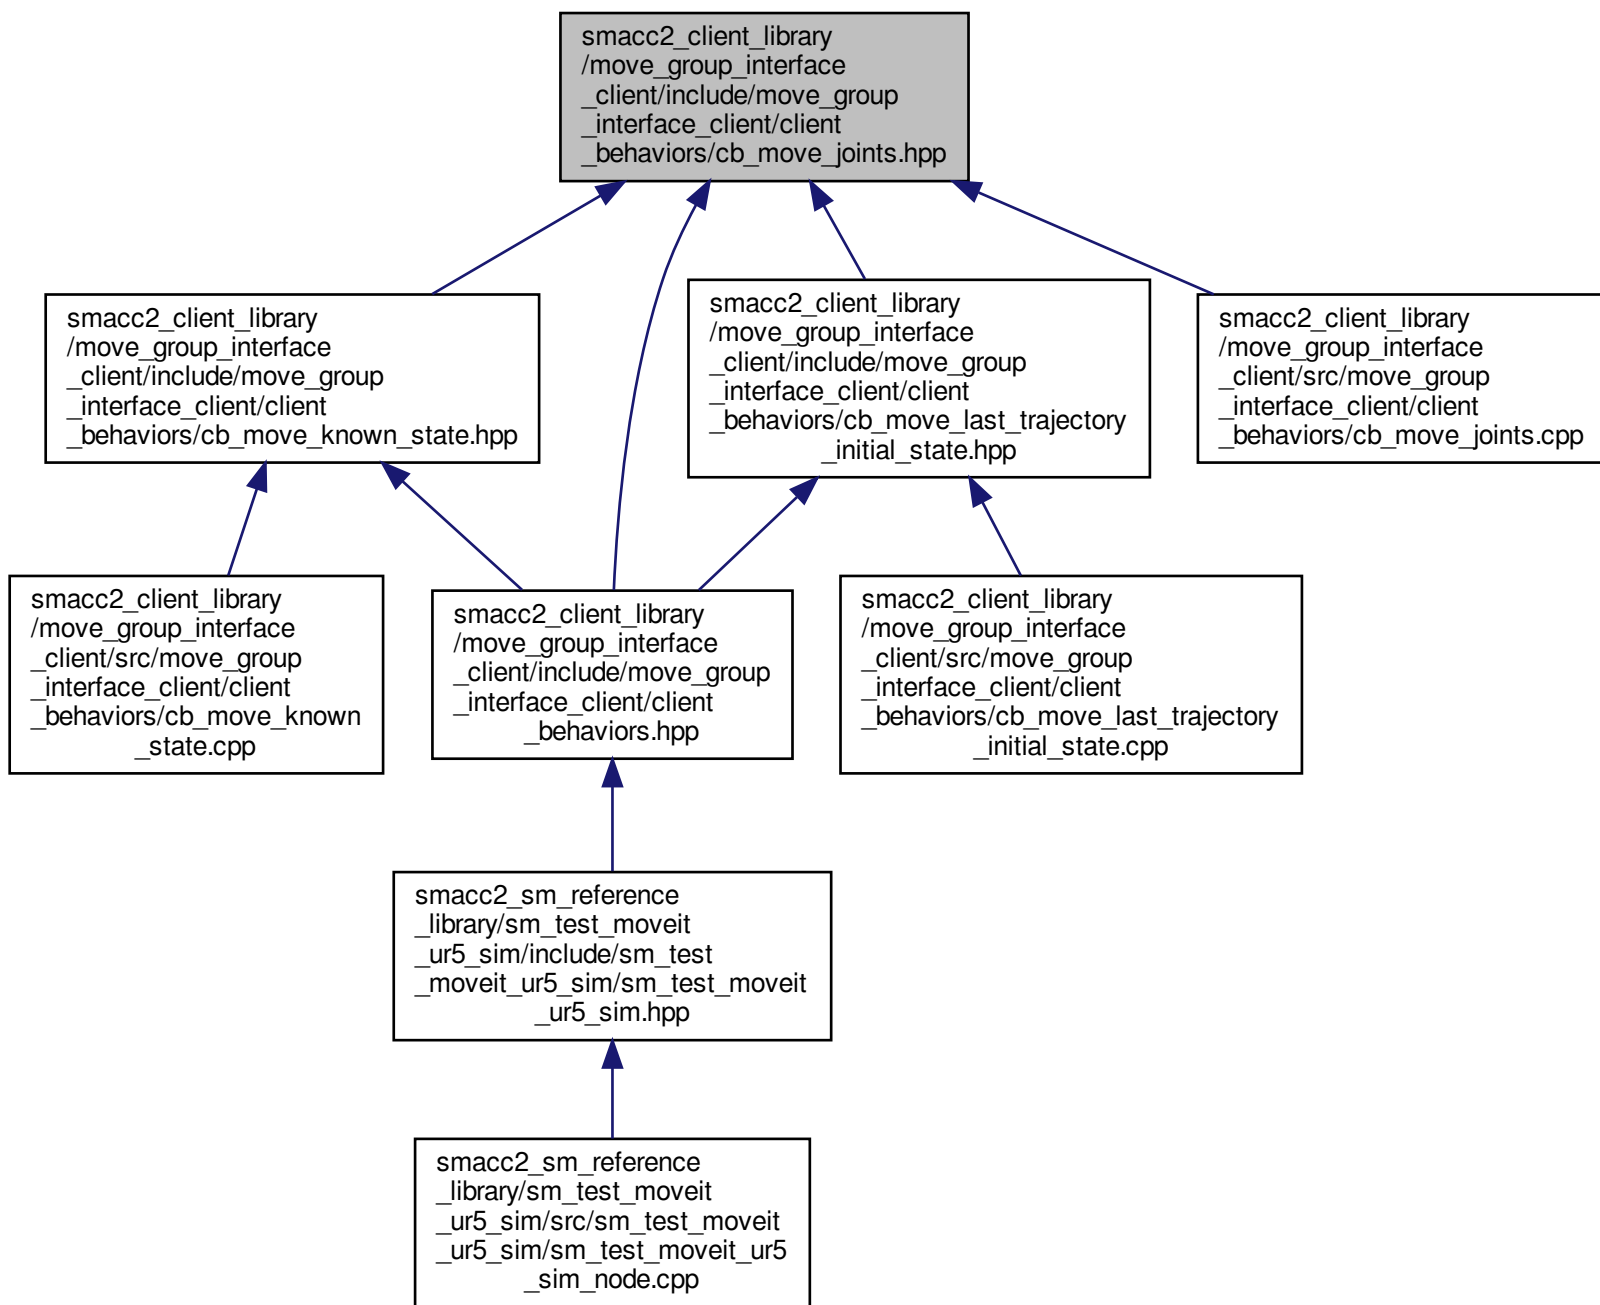 smacc2_client_library
/move_group_interface
_client/include/move_group
_interface_client/client
_behaviors/cb_move_joints.hpp
smacc2_client_library
/move_group_interface
_client/include/move_group
_interface_client/client
_behaviors/cb_move_known_state.hpp
smacc2_client_library
/move_group_interface
_client/include/move_group
_interface_client/client
_behaviors/cb_move_last_trajectory
_initial_state.hpp
smacc2_client_library
/move_group_interface
_client/src/move_group
_interface_client/client
_behaviors/cb_move_joints.cpp
smacc2_client_library
/move_group_interface
_client/src/move_group
_interface_client/client
_behaviors/cb_move_known
_state.cpp
smacc2_client_library
/move_group_interface
_client/include/move_group
_interface_client/client
_behaviors.hpp
smacc2_client_library
/move_group_interface
_client/src/move_group
_interface_client/client
_behaviors/cb_move_last_trajectory
_initial_state.cpp
smacc2_sm_reference
_library/sm_test_moveit
_ur5_sim/include/sm_test
_moveit_ur5_sim/sm_test_moveit
_ur5_sim.hpp
smacc2_sm_reference
_library/sm_test_moveit
_ur5_sim/src/sm_test_moveit
_ur5_sim/sm_test_moveit_ur5
_sim_node.cpp